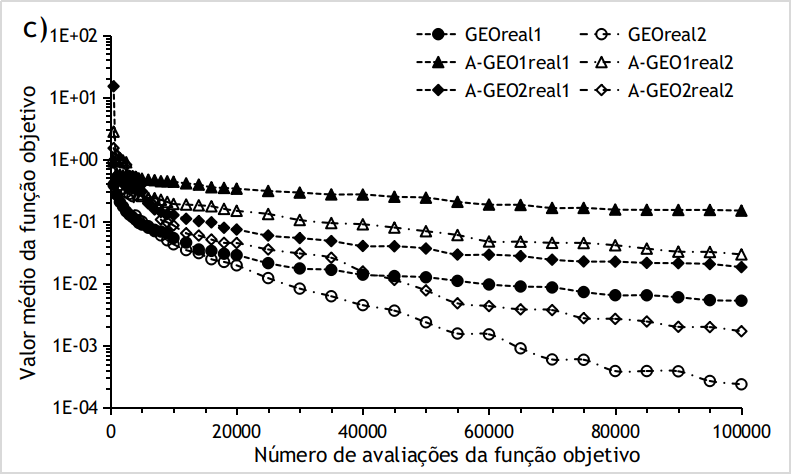 c)
GEOreal1
GEOreal2
A-GEO1real1
A-GEO1real2
A-GEO2real1
A-GEO2real2
Valor médio da função objetivo
1E+02
1E+01
1E+00
1E-01
1E-02
1E-03
1E-04
0 20000 40000 60000 80000 100000
Número de avaliações da função objetivo